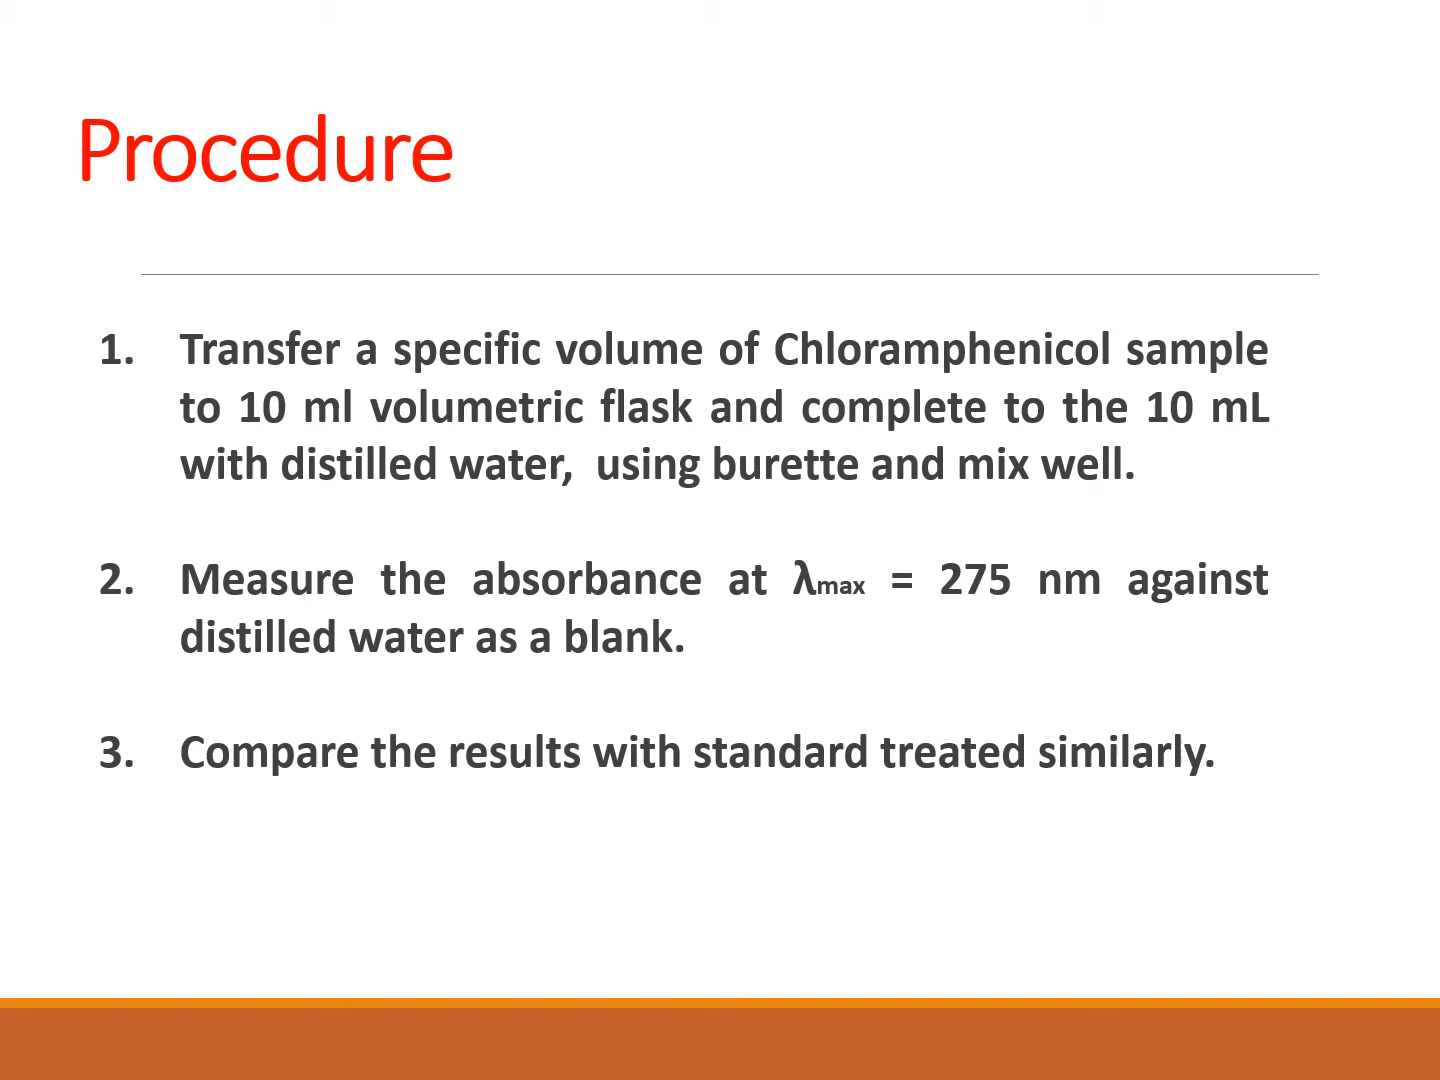 Procedure
1. Transfer a specific volume of Chloramphenicol sample
to 10 ml volumetric flask and complete to the 10 mL
with distilled water,  using burette and mix well.
2. Measure the absorbance at λmax = 275 nm against
distilled water as a blank.
3. Compare the results with standard treated similarly.